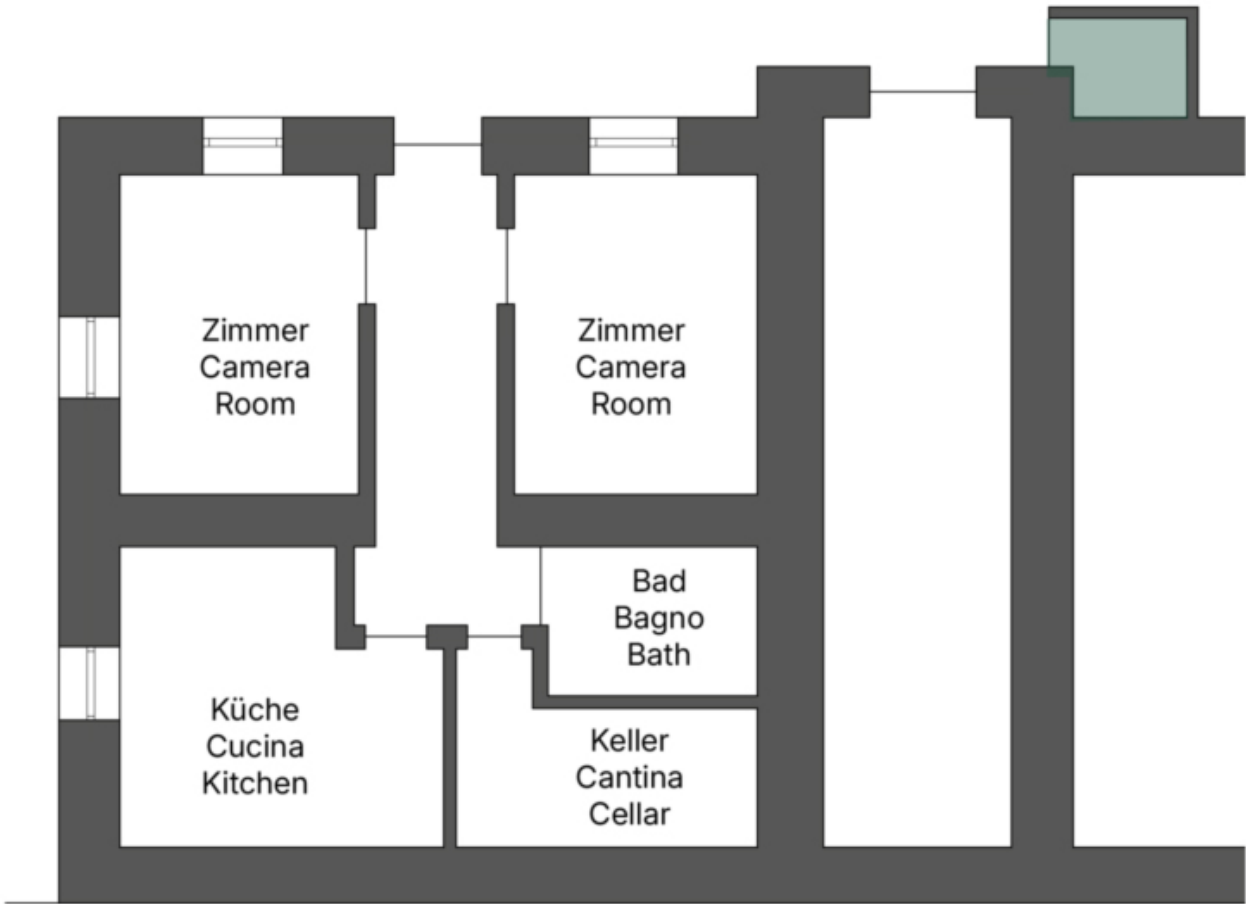 Zimmer
Camera
Room
Zimmer
Camera
Room
Bad
Bagno
Bath
Küche
Cucina
Kitchen
Keller
Cantina
Cellar